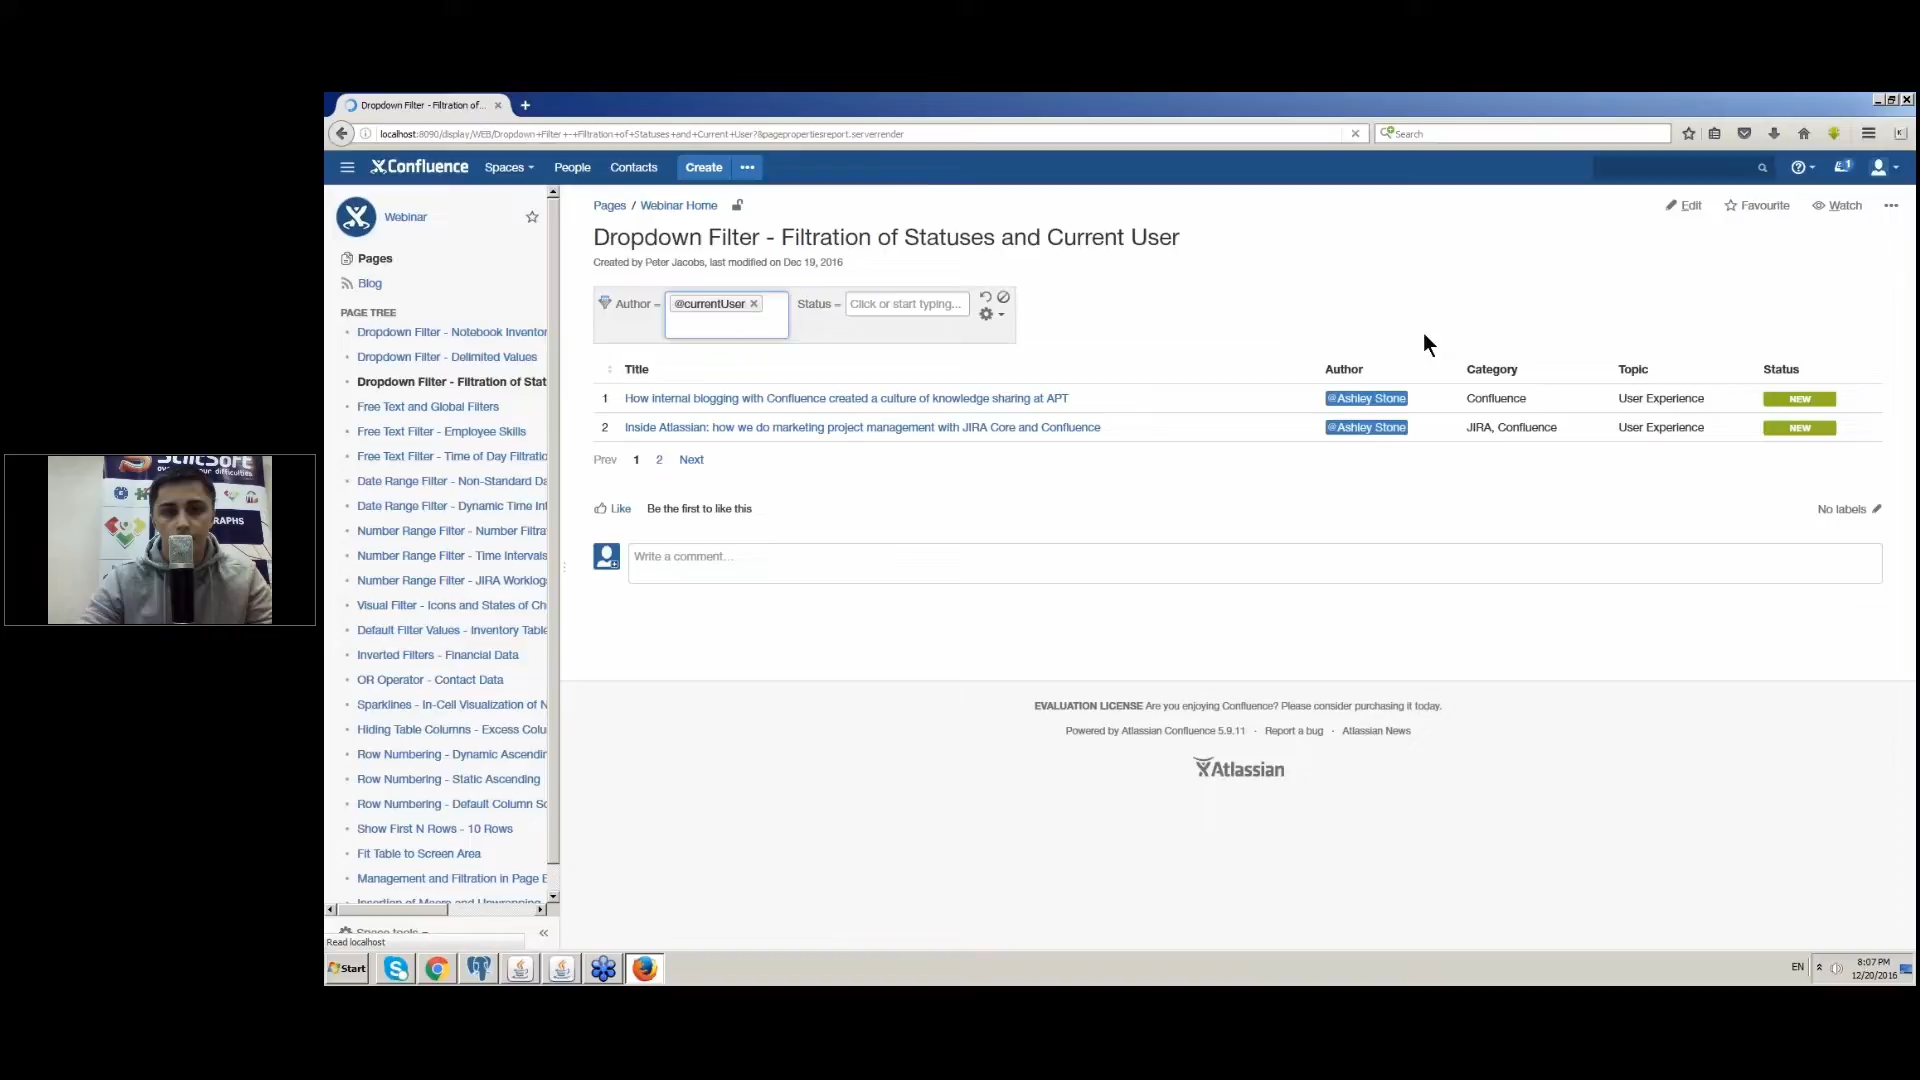 Dropdown Filter - Filtration of...
localhost:8090/display/WEB/Dropdown+Filter+-+Filtration+of+Statuses+and+Current+User?&pagepropertiesreport.serverrender
Search
Confluence Spaces People Contacts Create ••• 1
Webinar
Pages
Blog
PAGE TREE
Dropdown Filter - Notebook Inventor
Dropdown Filter - Delimited Values
Dropdown Filter - Filtration of Stat
Free Text and Global Filters
Free Text Filter - Employee Skills
Free Text Filter - Time of Day Filtratio
Date Range Filter - Non-Standard Da
Date Range Filter - Dynamic Time In
Number Range Filter - Number Filtra
Number Range Filter - Time Intervals
Number Range Filter - JIRA Worklog
Visual Filter - Icons and States of Ch
Default Filter Values - Inventory Table
Inverted Filters - Financial Data
OR Operator - Contact Data
Sparklines - In-Cell Visualization of N
Hiding Table Columns - Excess Colu
Row Numbering - Dynamic Ascendin
Row Numbering - Static Ascending
Row Numbering - Default Column So
Show First N Rows - 10 Rows
Fit Table to Screen Area
Management and Filtration in Page E
Insertion of Macro and Unwrapping
Space tools
Read localhost
Pages / Webinar Home
Edit Favourite Watch •••
Dropdown Filter - Filtration of Statuses and Current User
Created by Peter Jacobs, last modified on Dec 19, 2016
Author = @currentUser × Status = Click or start typing...
Title Author Category Topic Status
1 How internal blogging with Confluence created a culture of knowledge sharing at APT @Ashley Stone Confluence User Experience NEW
2 Inside Atlassian: how we do marketing project management with JIRA Core and Confluence @Ashley Stone JIRA, Confluence User Experience NEW
Prev 1 2 Next
Like Be the first to like this
No labels
Write a comment...
EVALUATION LICENSE Are you enjoying Confluence? Please consider purchasing it today.
Powered by Atlassian Confluence 5.9.11 · Report a bug · Atlassian News
Atlassian
StiltSoft
Start
EN
8:07 PM
12/20/2016